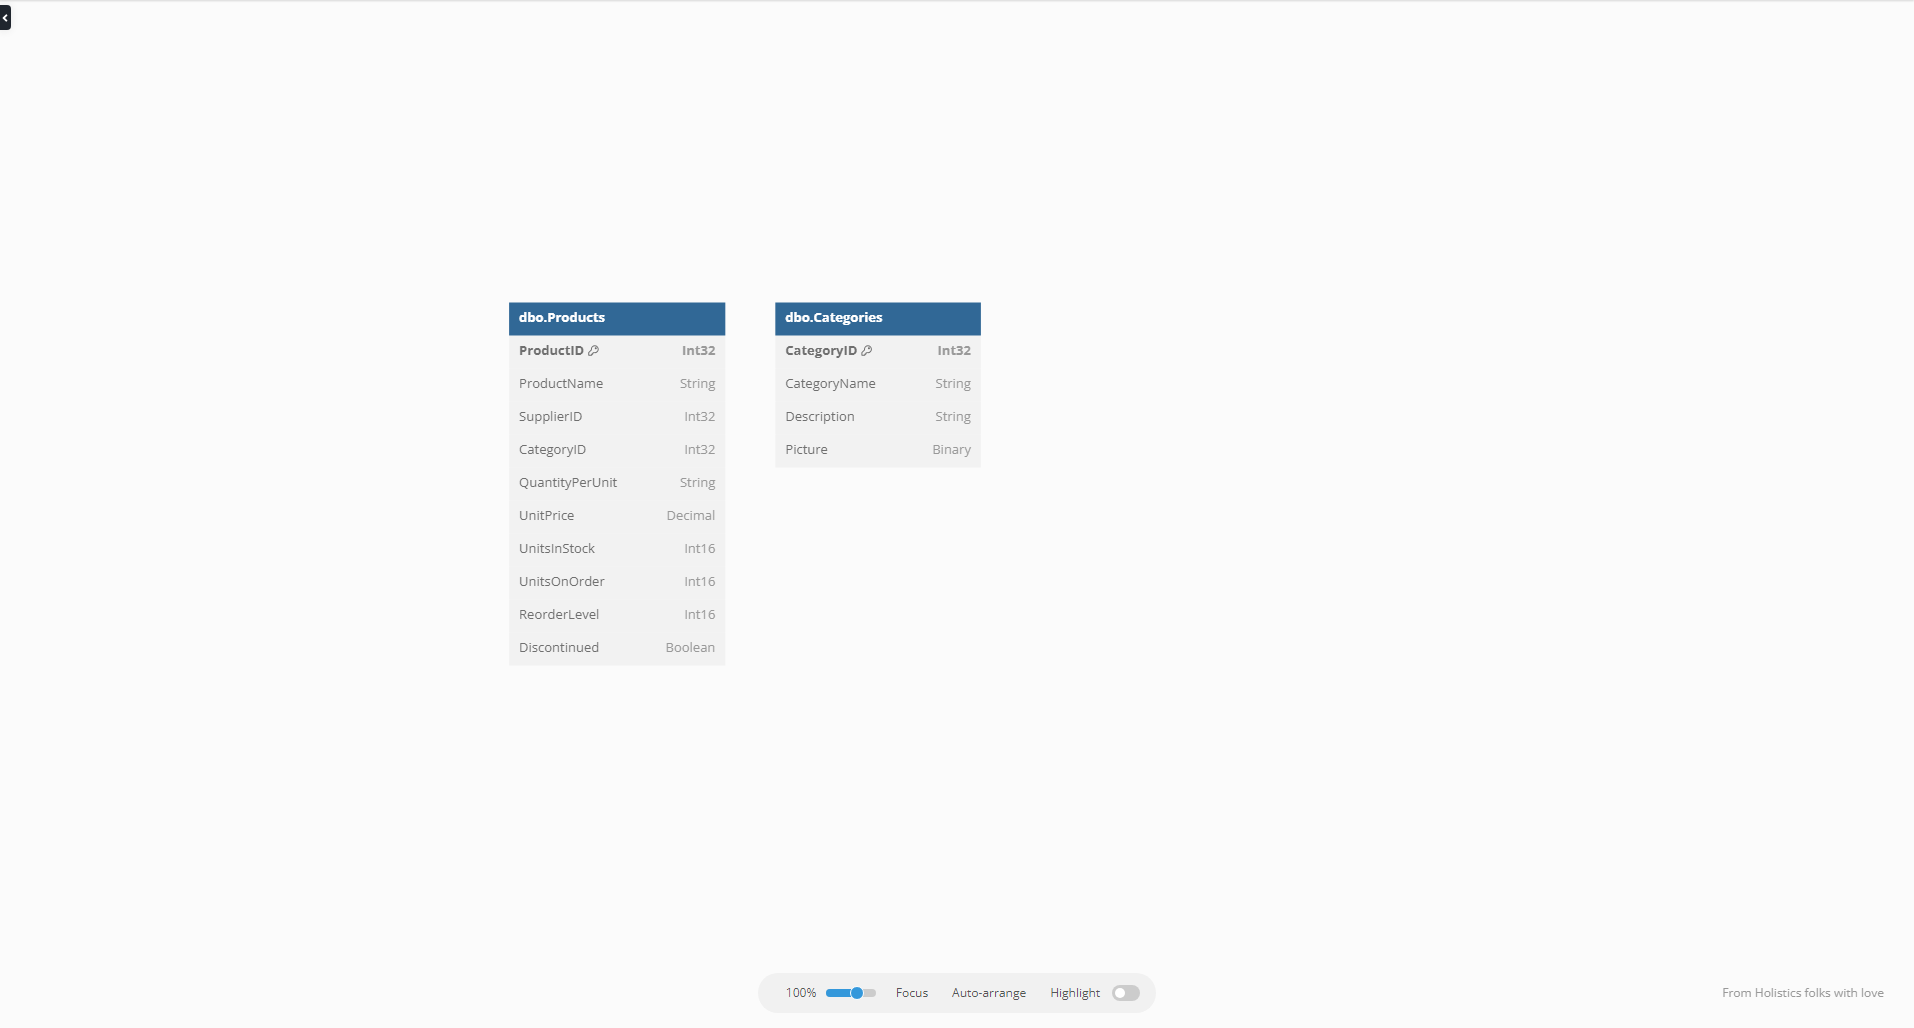 dbo.Products
ProductID Int32
ProductName String
SupplierID Int32
CategoryID Int32
QuantityPerUnit String
UnitPrice Decimal
UnitsInStock Int16
UnitsOnOrder Int16
ReorderLevel Int16
Discontinued Boolean
dbo.Categories
CategoryID Int32
CategoryName String
Description String
Picture Binary
100% Focus Auto-arrange Highlight
From Holistics folks with love